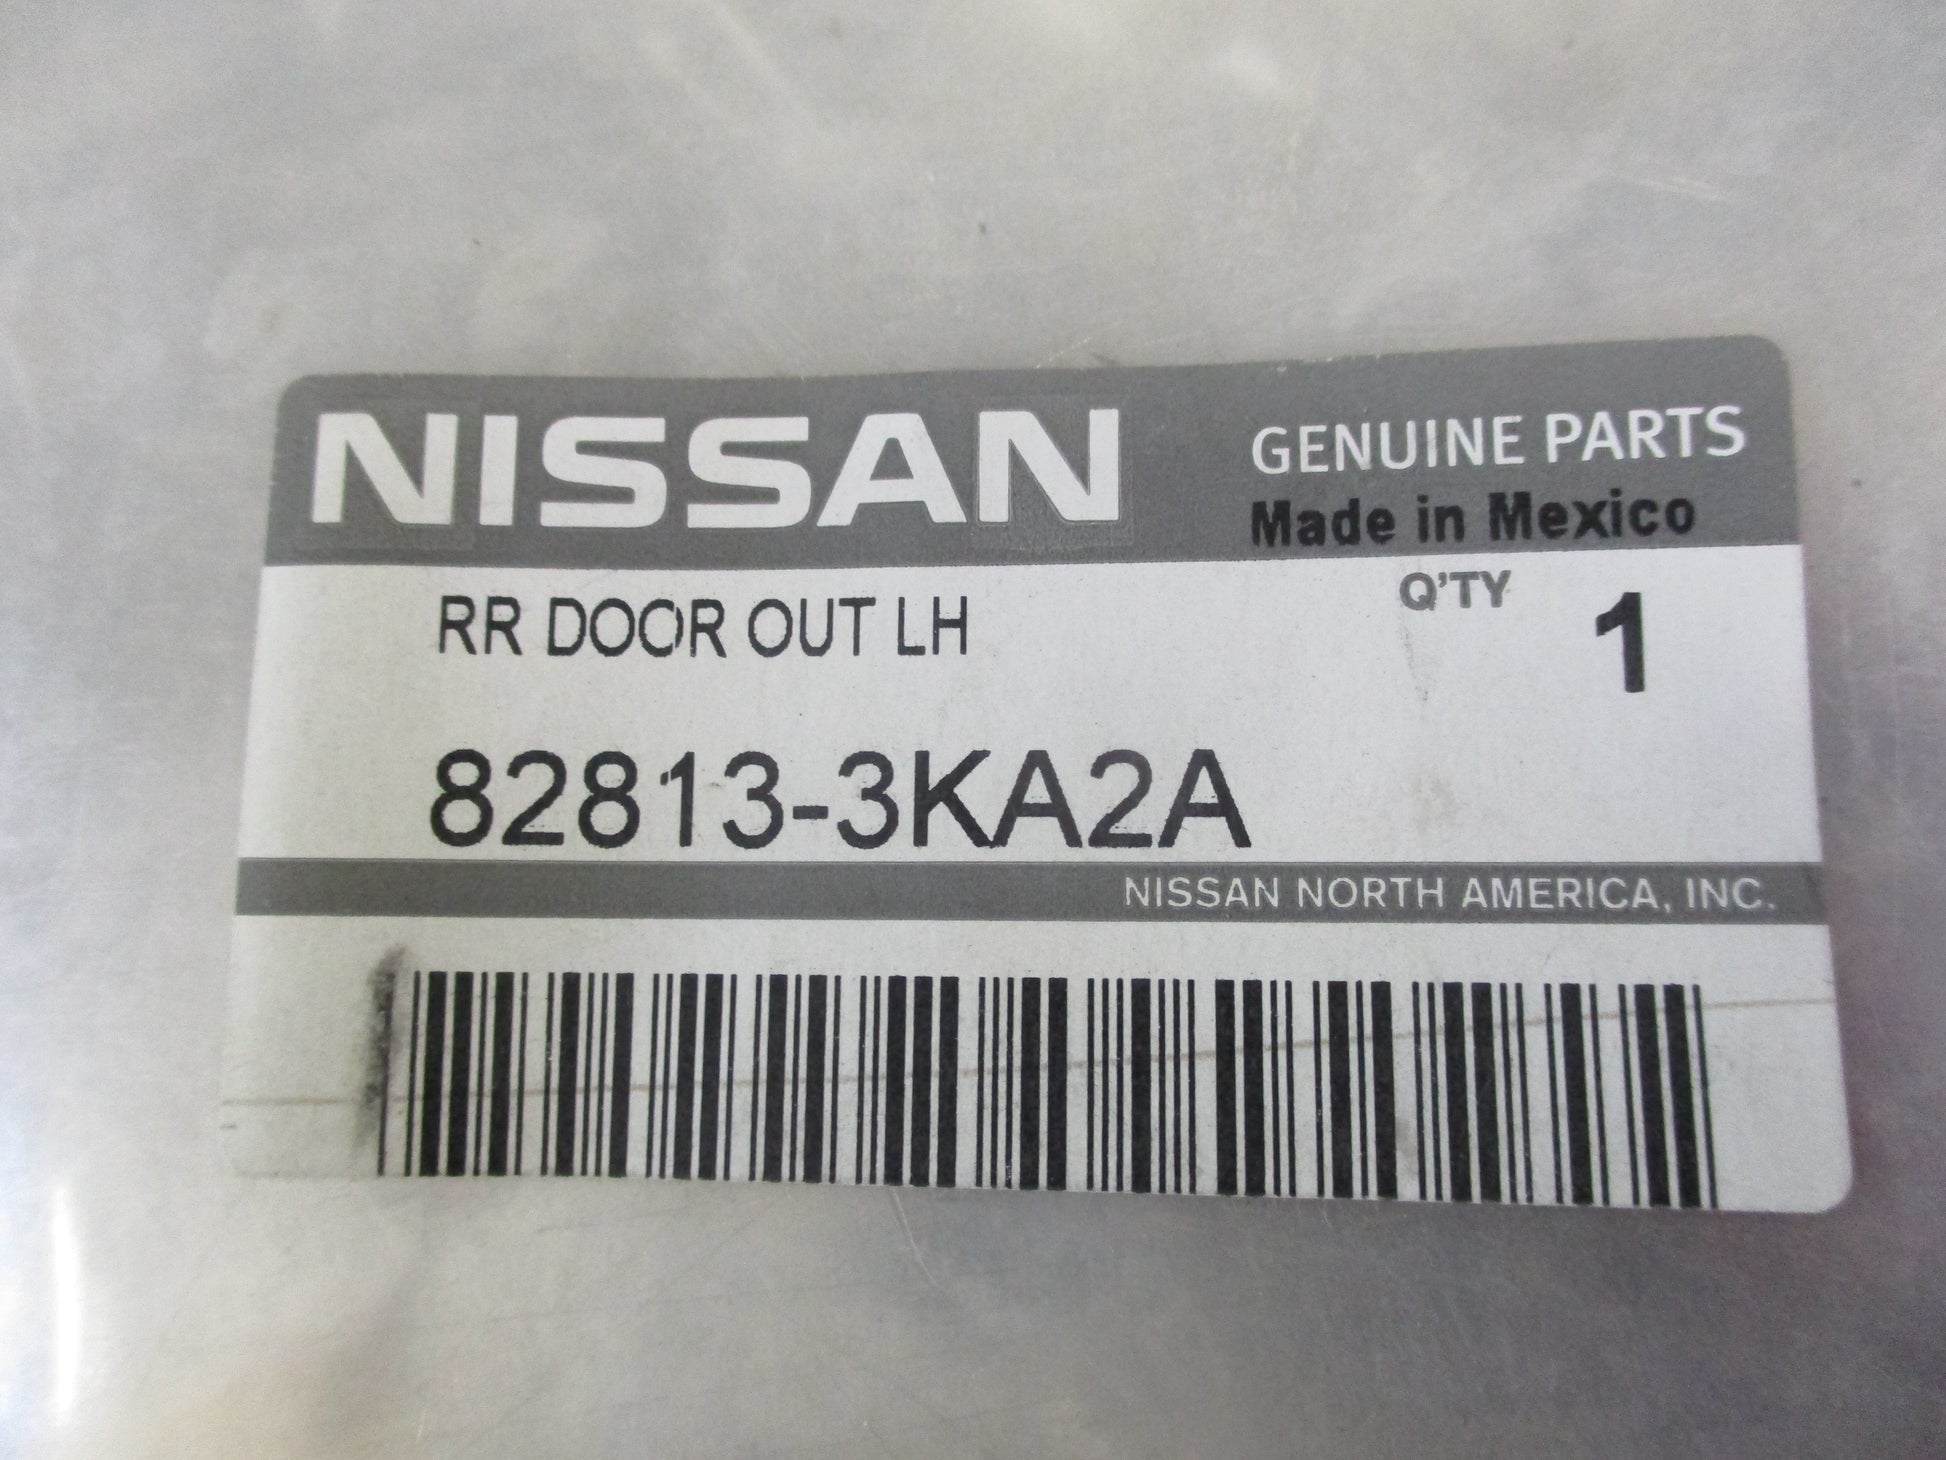 NISSAN
GENUINE PARTS
Made in Mexico
RR DOOR OUT LH
Q'TY 1
82813-3KA2A
NISSAN NORTH AMERICA, INC.